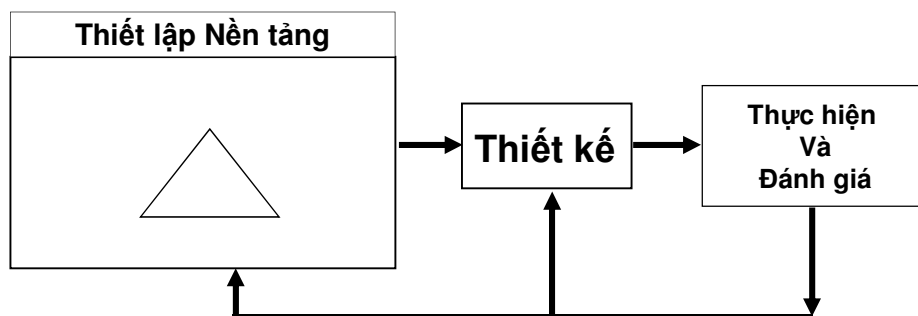 Thiết lập Nền tảng
Thiết kế
Thực hiện
Và
Đánh giá